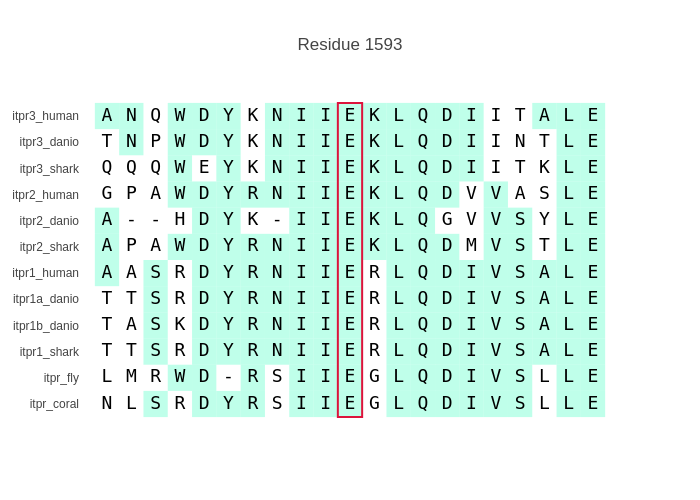 Residue 1593
itpr3_human A N Q W D Y K N I I E K L Q D I I T A L E
itpr3_danio T N P W D Y K N I I E K L Q D I I N T L E
itpr3_shark Q Q Q W E Y K N I I E K L Q D I I T K L E
itpr2_human G P A W D Y R N I I E K L Q D V V A S L E
itpr2_danio A - - H D Y K - I I E K L Q G V V S Y L E
itpr2_shark A P A W D Y R N I I E K L Q D M V S T L E
itpr1_human A A S R D Y R N I I E R L Q D I V S A L E
itpr1a_danio T T S R D Y R N I I E R L Q D I V S A L E
itpr1b_danio T A S K D Y R N I I E R L Q D I V S A L E
itpr1_shark T T S R D Y R N I I E R L Q D I V S A L E
itpr_fly L M R W D - R S I I E G L Q D I V S L L E
itpr_coral N L S R D Y R S I I E G L Q D I V S L L E